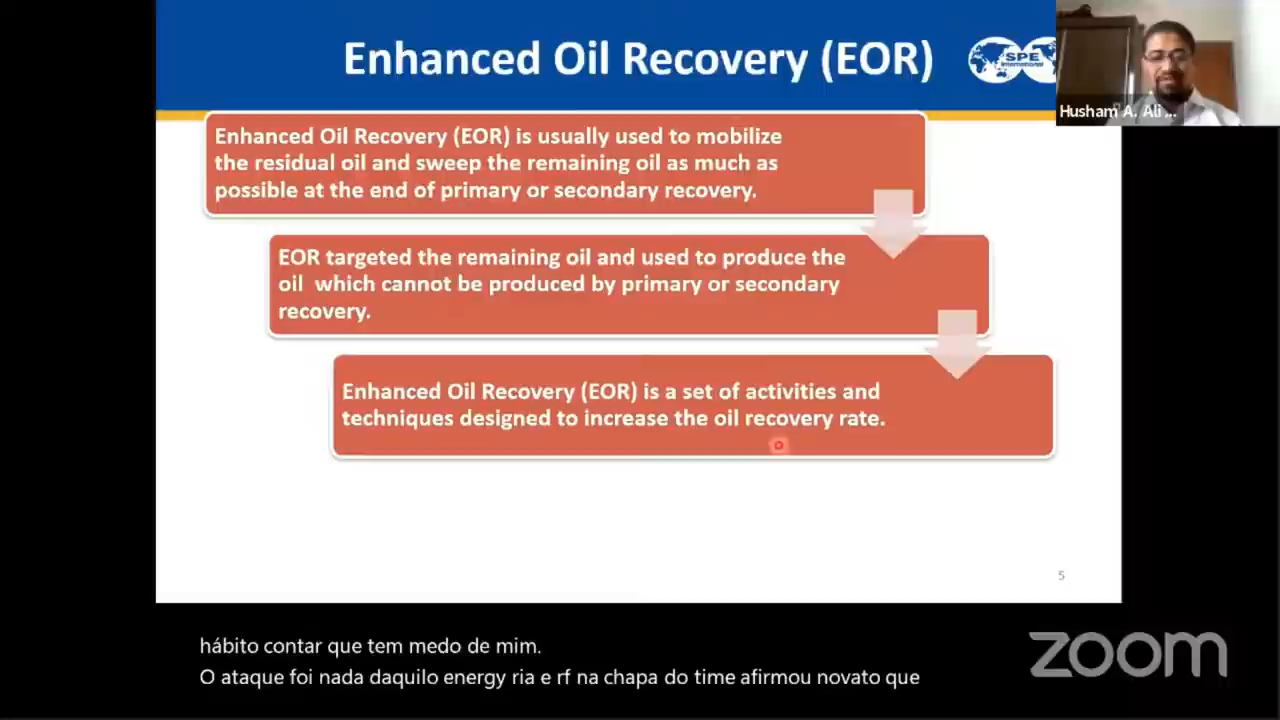 Enhanced Oil Recovery (EOR)
SPE
International
Husham A. Ali ...
Enhanced Oil Recovery (EOR) is usually used to mobilize
the residual oil and sweep the remaining oil as much as
possible at the end of primary or secondary recovery.
EOR targeted the remaining oil and used to produce the
oil which cannot be produced by primary or secondary
recovery.
Enhanced Oil Recovery (EOR) is a set of activities and
techniques designed to increase the oil recovery rate.
5
hábito contar que tem medo de mim.
O ataque foi nada daquilo energy ria e rf na chapa do time afirmou novato que
zoom